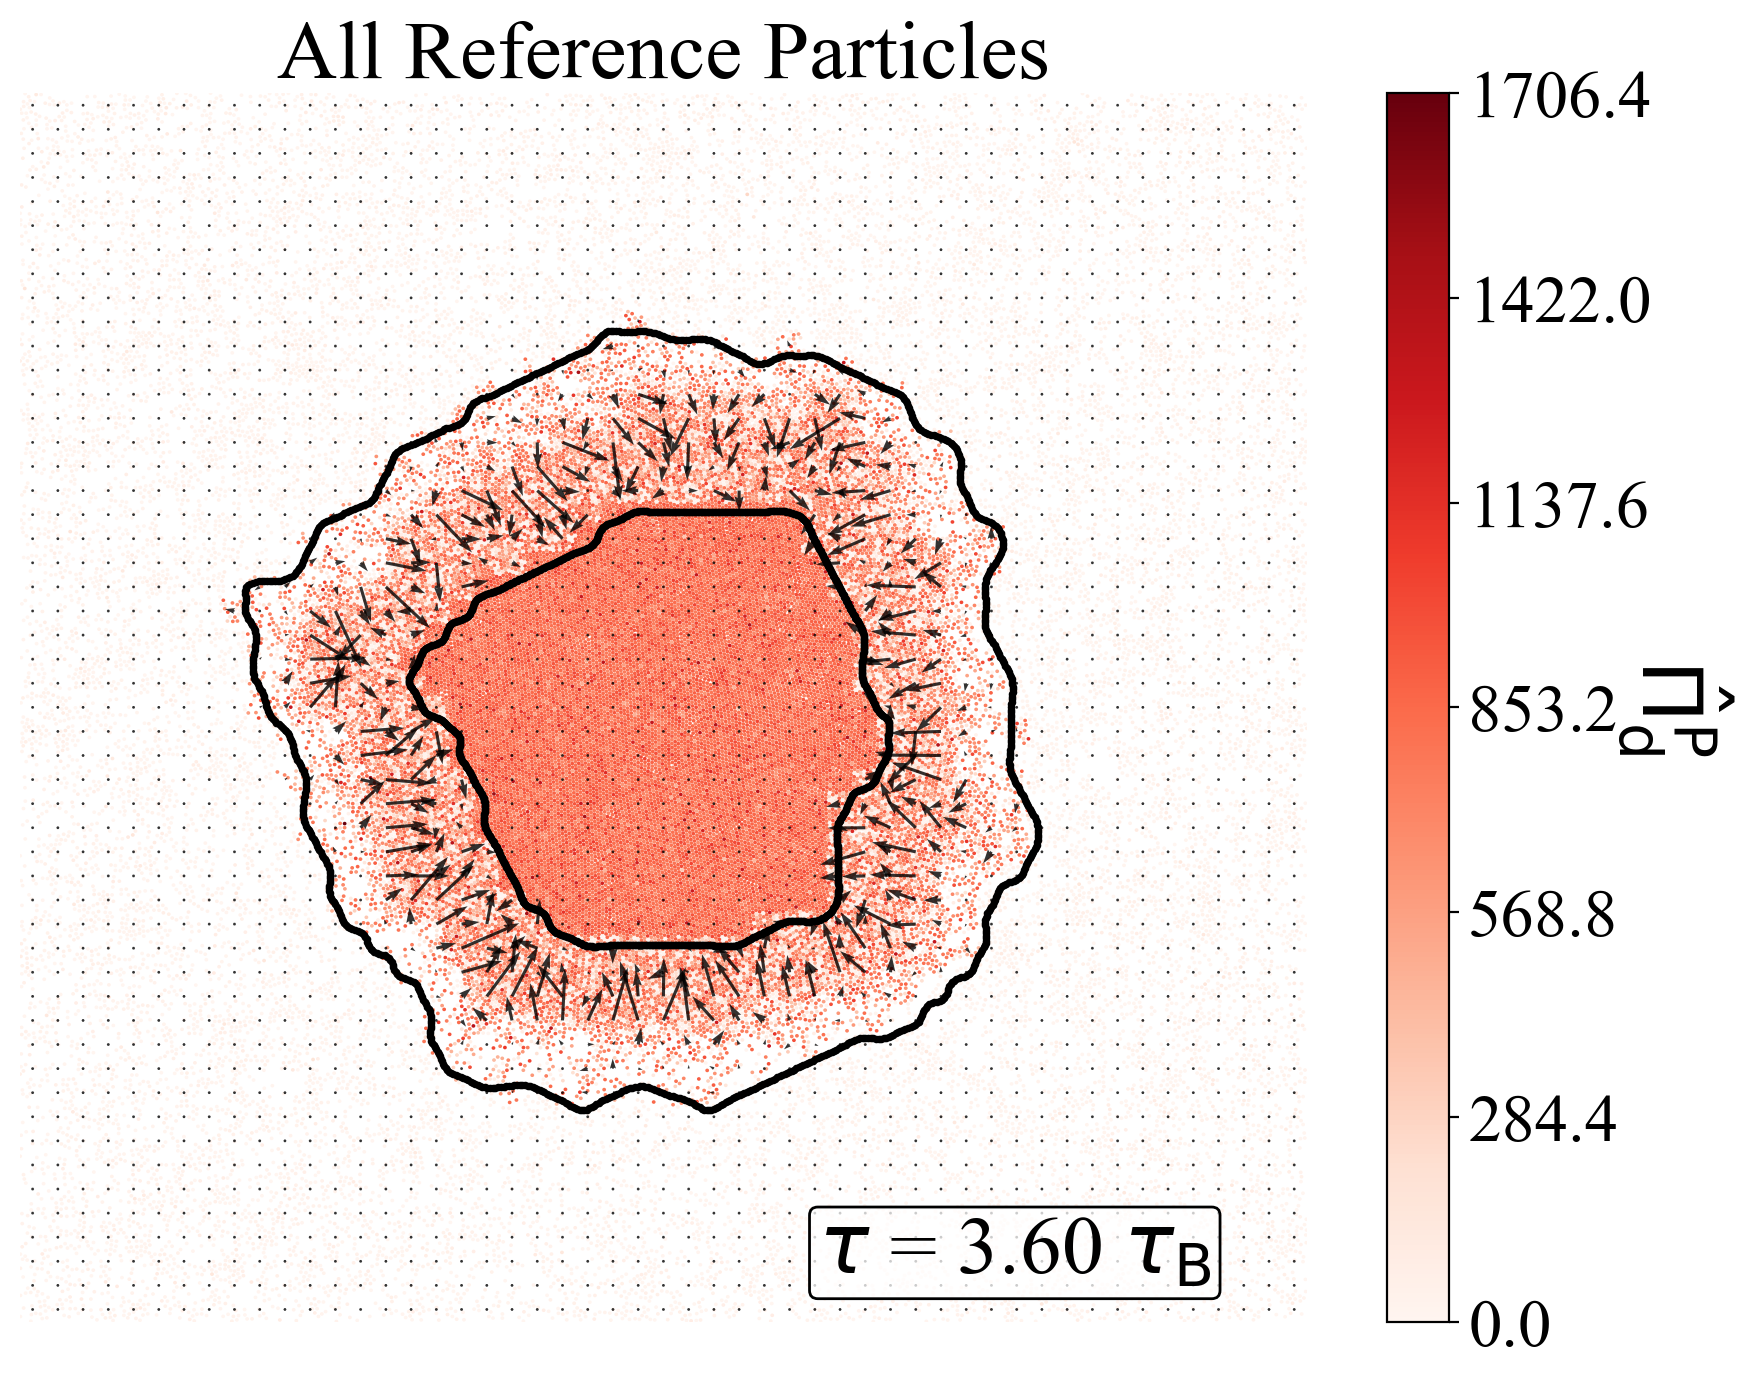 All Reference Particles
1706.4
1422.0
1137.6
853.2
568.8
284.4
0.0
Π̂ᴾd
τ = 3.60 τB